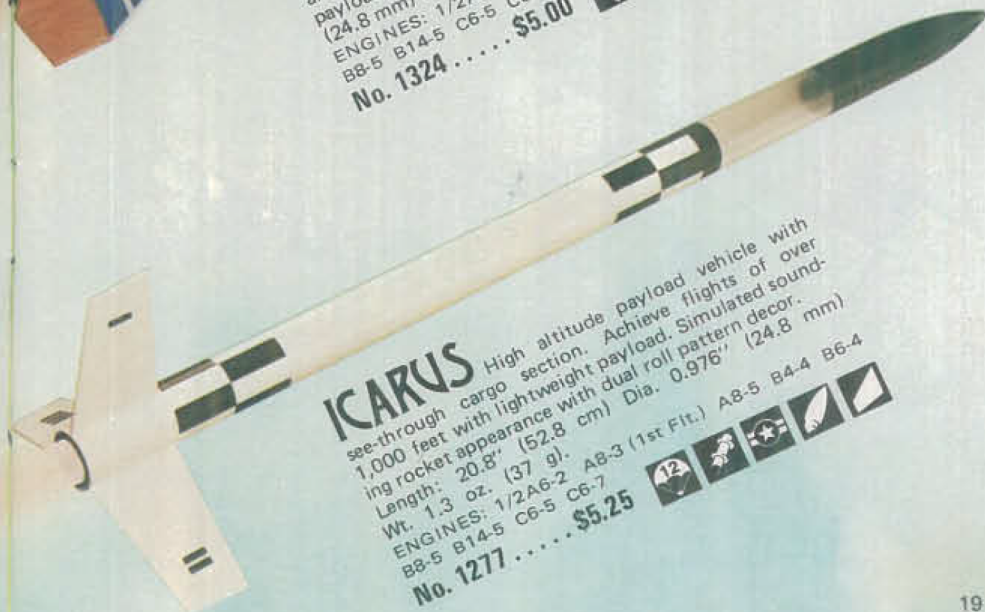 payloa
(24.8 mm)
ENGINES: 1/2A
B8-5 B14-5 C6-5
No. 1324 ..... $5.00
ICARUS High altitude payload vehicle with
see-through cargo section. Achieve flights of over
1,000 feet with lightweight payload. Simulated sound-
ing rocket appearance with dual roll pattern decor.
Length: 20.8" (52.8 cm) Dia. 0.976" (24.8 mm)
Wt. 1.3 oz. (37 g).
ENGINES: 1/2A6-2 A8-3 (1st Flt.) A8-5 B4-4 B6-4
B8-5 B14-5 C6-5 C6-7
No. 1277 ..... $5.25
12
19